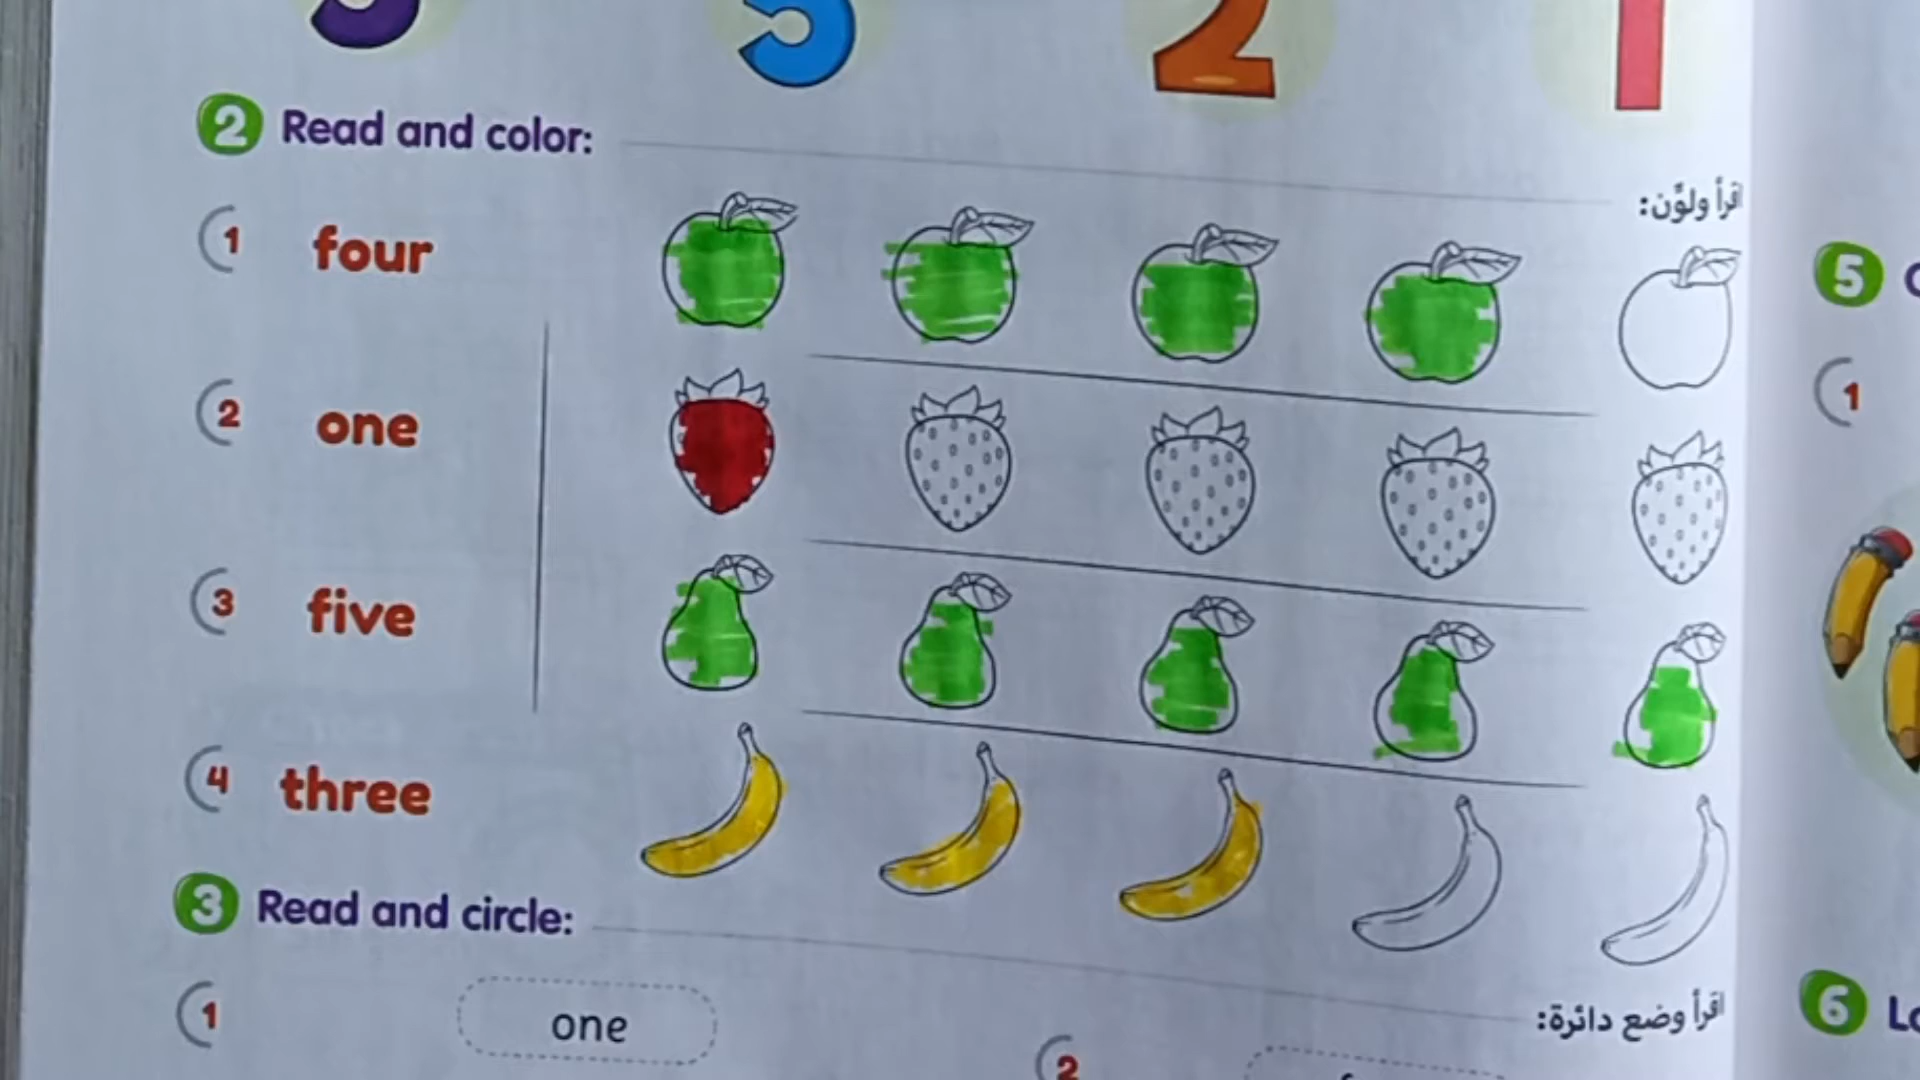 5 2 1
2 Read and color:
اقرأ ولوِّن:
1 four
2 one
3 five
4 three
3 Read and circle:
اقرأ وضع دائرة:
1 one
2
5
1
6